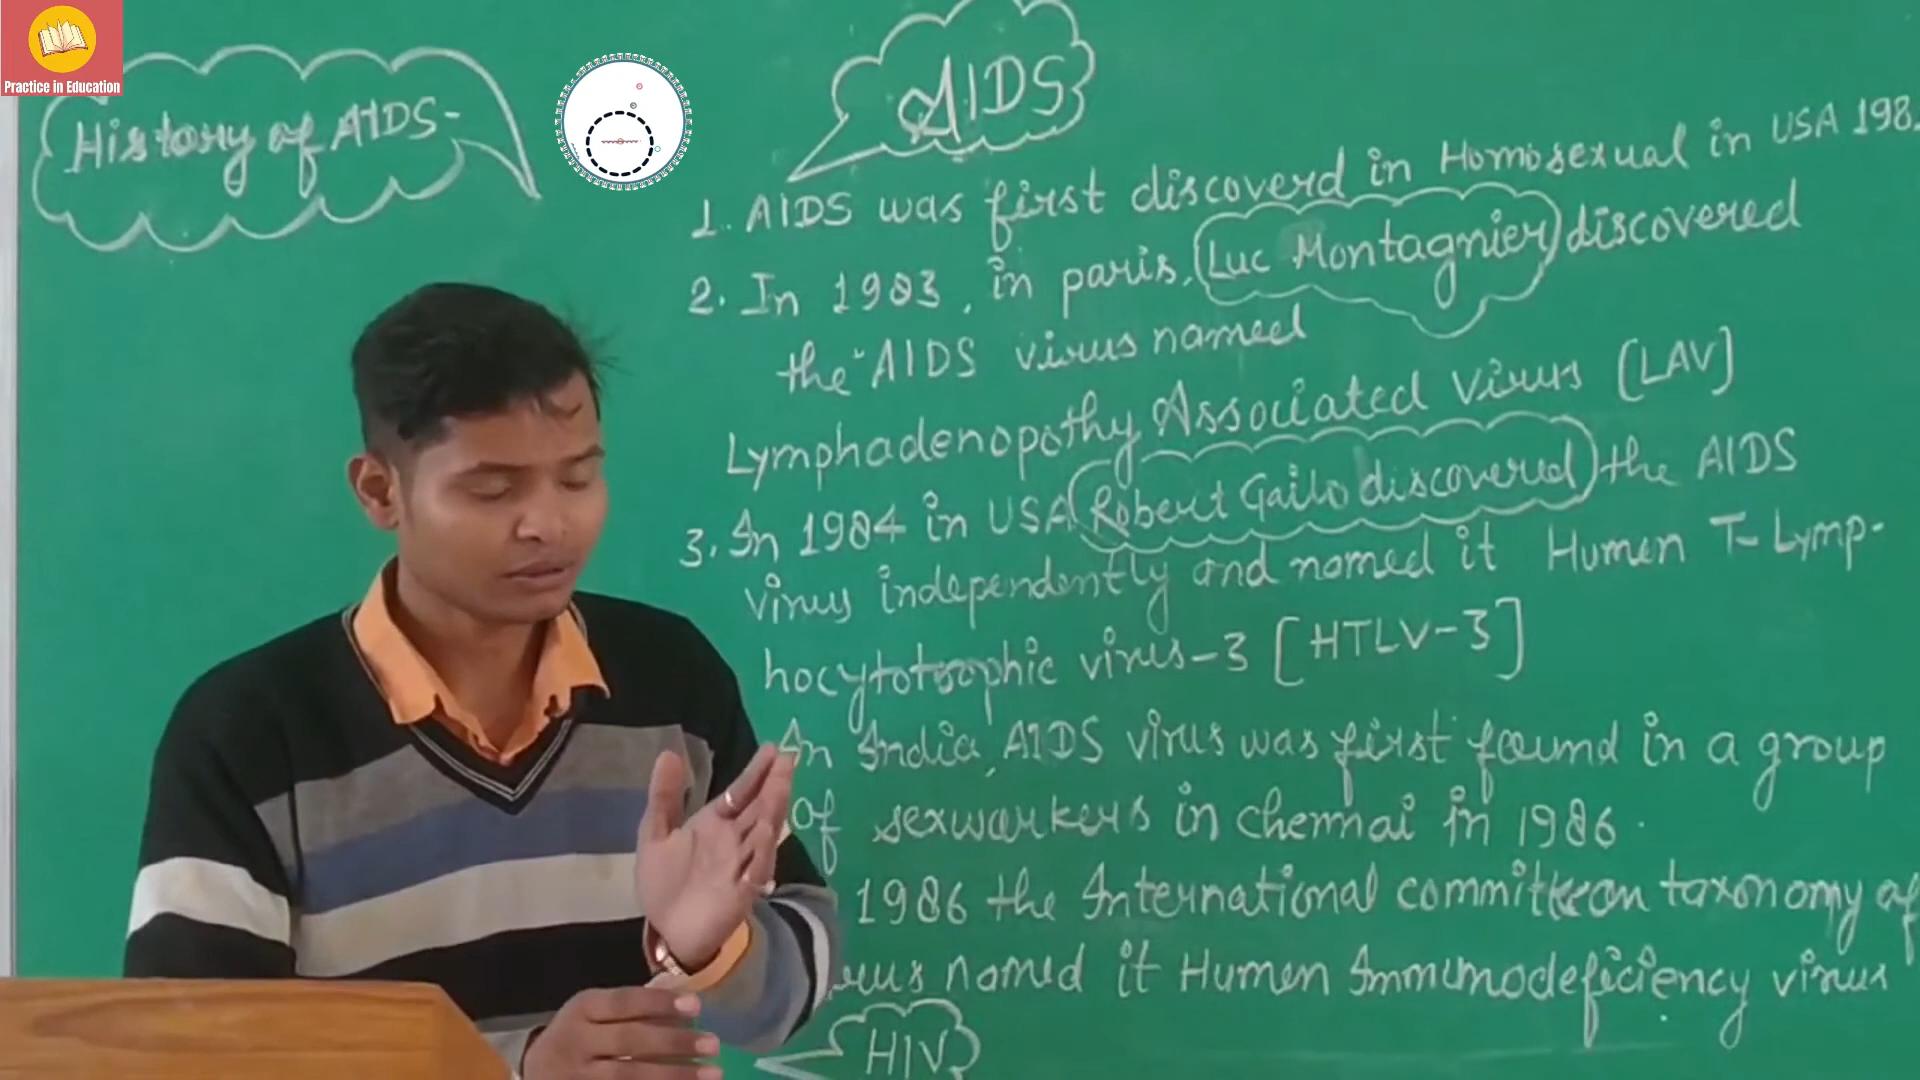 Practice in Education
History of AIDS-
AIDS
1. AIDS was first discoverd in Homosexual in USA 198
2. In 1983, in paris, Luc Montagnier discovered
the AIDS virus named
Lymphadenopothy Associated Virus [LAV]
3. In 1984 in USA Robert Gailo discovered the AIDS
virus independently and named it Human T- Lymp-
hocytotrophic virus-3 [HTLV-3]
In India, AIDS virus was first found in a group
of sexworkers in chennai in 1986.
1986 the International committee on taxonomy of
named it Human Immunodeficiency virus
HIV